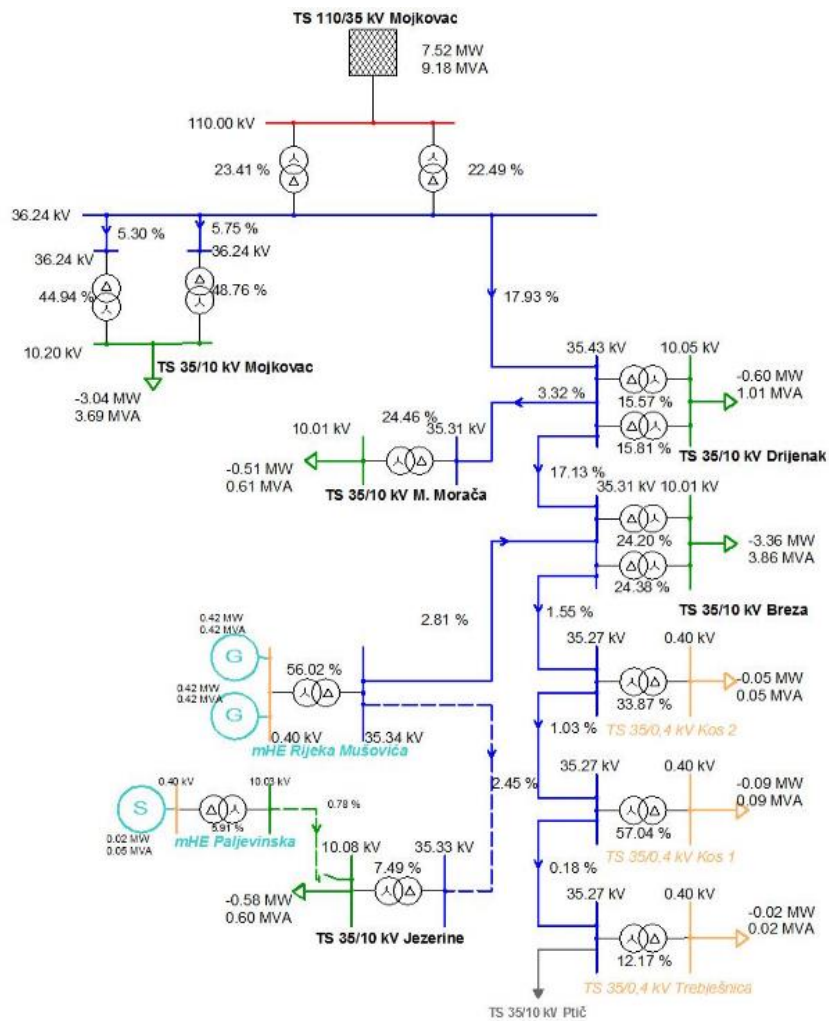 TS 110/35 kV Mojkovac
7.52 MW
9.18 MVA
110.00 kV
23.41 %
22.49 %
36.24 kV
5.30 %
5.75 %
36.24 kV
36.24 kV
44.94 %
48.76 %
17.93 %
10.20 kV
TS 35/10 kV Mojkovac
-3.04 MW
3.69 MVA
35.43 kV
10.05 kV
-0.60 MW
1.01 MVA
15.57 %
15.81 %
TS 35/10 kV Drijenak
3.32 %
24.46 %
10.01 kV
35.31 kV
-0.51 MW
0.61 MVA
TS 35/10 kV M. Morača
17.13 %
35.31 kV
10.01 kV
24.20 %
-3.36 MW
3.86 MVA
24.38 %
TS 35/10 kV Breza
2.81 %
1.55 %
0.42 MW
0.42 MVA
G
56.02 %
0.42 MW
0.42 MVA
G
0.40 kV
35.34 kV
mHE Rijeka Mušovića
35.27 kV
0.40 kV
-0.05 MW
0.05 MVA
33.87 %
TS 35/0,4 kV Kos 2
1.03 %
2.45 %
35.27 kV
0.40 kV
-0.09 MW
0.09 MVA
57.04 %
TS 35/0,4 kV Kos 1
0.40 kV
10.03 kV
S
5.91 %
0.78 %
0.02 MW
0.05 MVA
mHE Paljevinska
10.08 kV
35.33 kV
7.49 %
-0.58 MW
0.60 MVA
TS 35/10 kV Jezerine
0.18 %
35.27 kV
0.40 kV
-0.02 MW
0.02 MVA
12.17 %
TS 35/0,4 kV Trebješnica
TS 35/10 kV Ptič